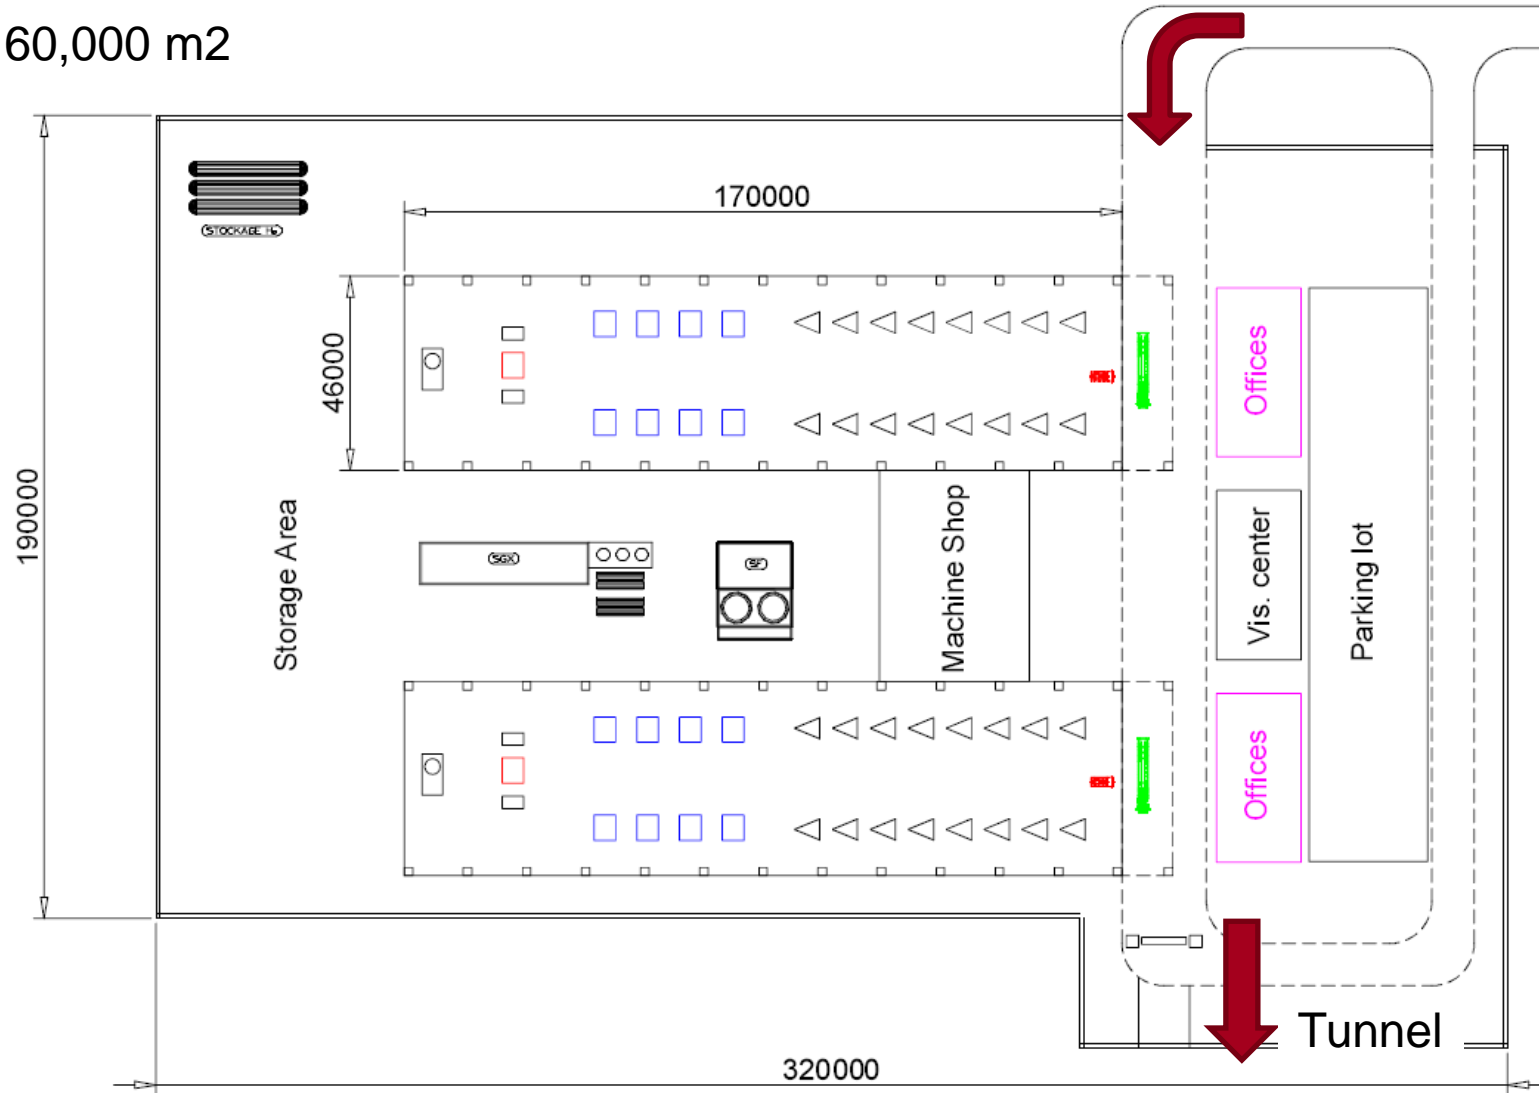 60,000 m2
170000
STOCKAGE He
46000
Offices
190000
Storage Area
SGX
SF
Machine Shop
Vis. center
Parking lot
Offices
Tunnel
320000